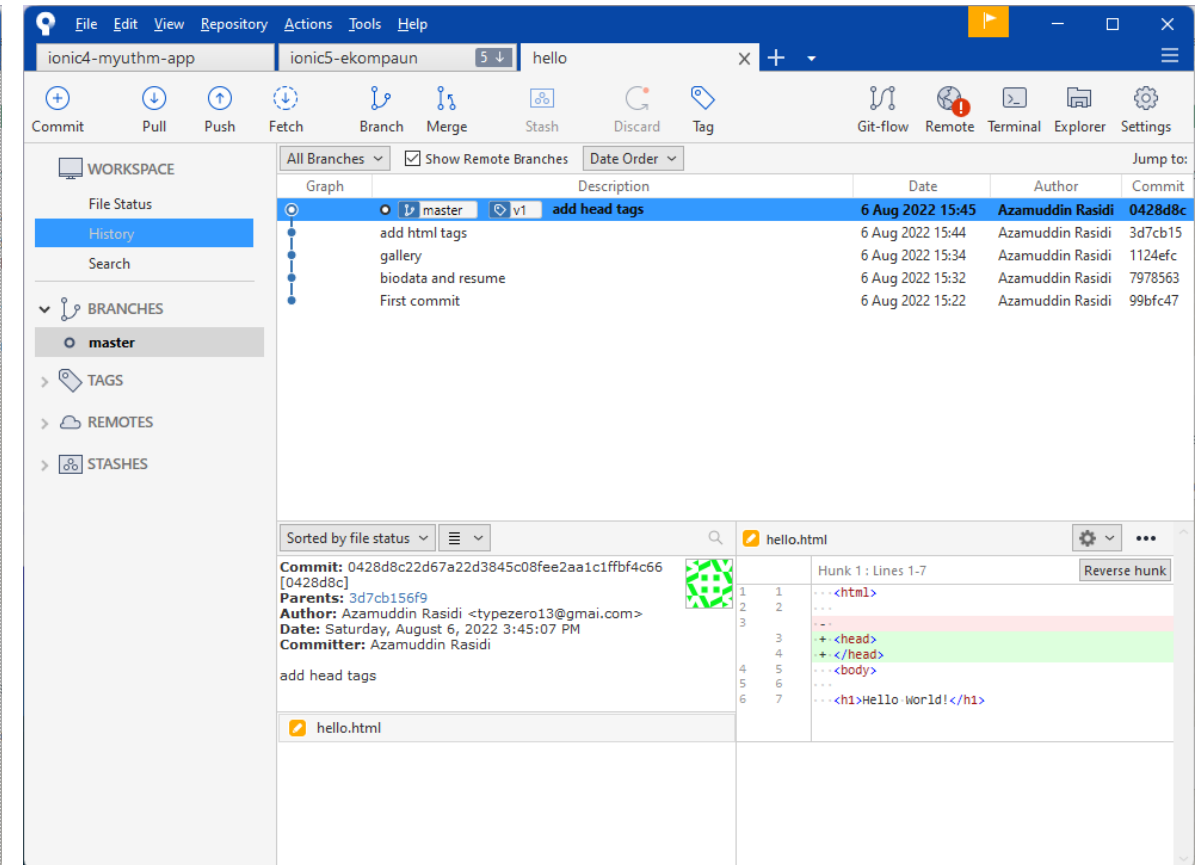 File Edit View Repository Actions Tools Help
ionic4-myuthm-app ionic5-ekompaun 5 hello
Commit Pull Push Fetch Branch Merge Stash Discard Tag Git-flow Remote Terminal Explorer Settings
WORKSPACE
File Status
History
Search
BRANCHES
master
TAGS
REMOTES
STASHES
All Branches Show Remote Branches Date Order Jump to:
Graph Description Date Author Commit
master v1 add head tags 6 Aug 2022 15:45 Azamuddin Rasidi 0428d8c
add html tags 6 Aug 2022 15:44 Azamuddin Rasidi 3d7cb15
gallery 6 Aug 2022 15:34 Azamuddin Rasidi 1124efc
biodata and resume 6 Aug 2022 15:32 Azamuddin Rasidi 7978563
First commit 6 Aug 2022 15:22 Azamuddin Rasidi 99bfc47
Sorted by file status
Commit: 0428d8c22d67a22d3845c08fee2aa1c1ffbf4c66
[0428d8c]
Parents: 3d7cb156f9
Author: Azamuddin Rasidi <typezero13@gmai.com>
Date: Saturday, August 6, 2022 3:45:07 PM
Committer: Azamuddin Rasidi
add head tags
hello.html
hello.html
Hunk 1 : Lines 1-7 Reverse hunk
1 1 <html>
2 2
3 -
3 + <head>
4 + </head>
4 5 <body>
5 6
6 7 <h1>Hello World!</h1>